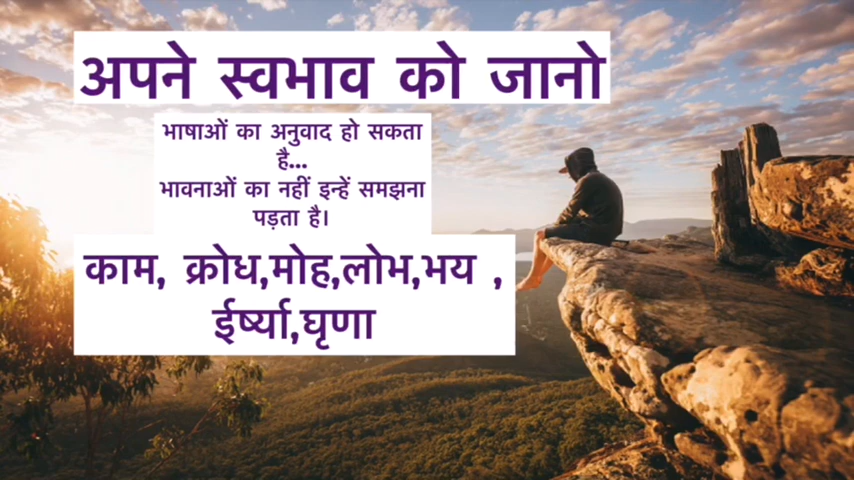 अपने स्वभाव को जानो
भाषाओं का अनुवाद हो सकता
है...
भावनाओं का नहीं इन्हें समझना
पड़ता है।
काम, क्रोध,मोह,लोभ,भय ,
ईर्ष्या,घृणा